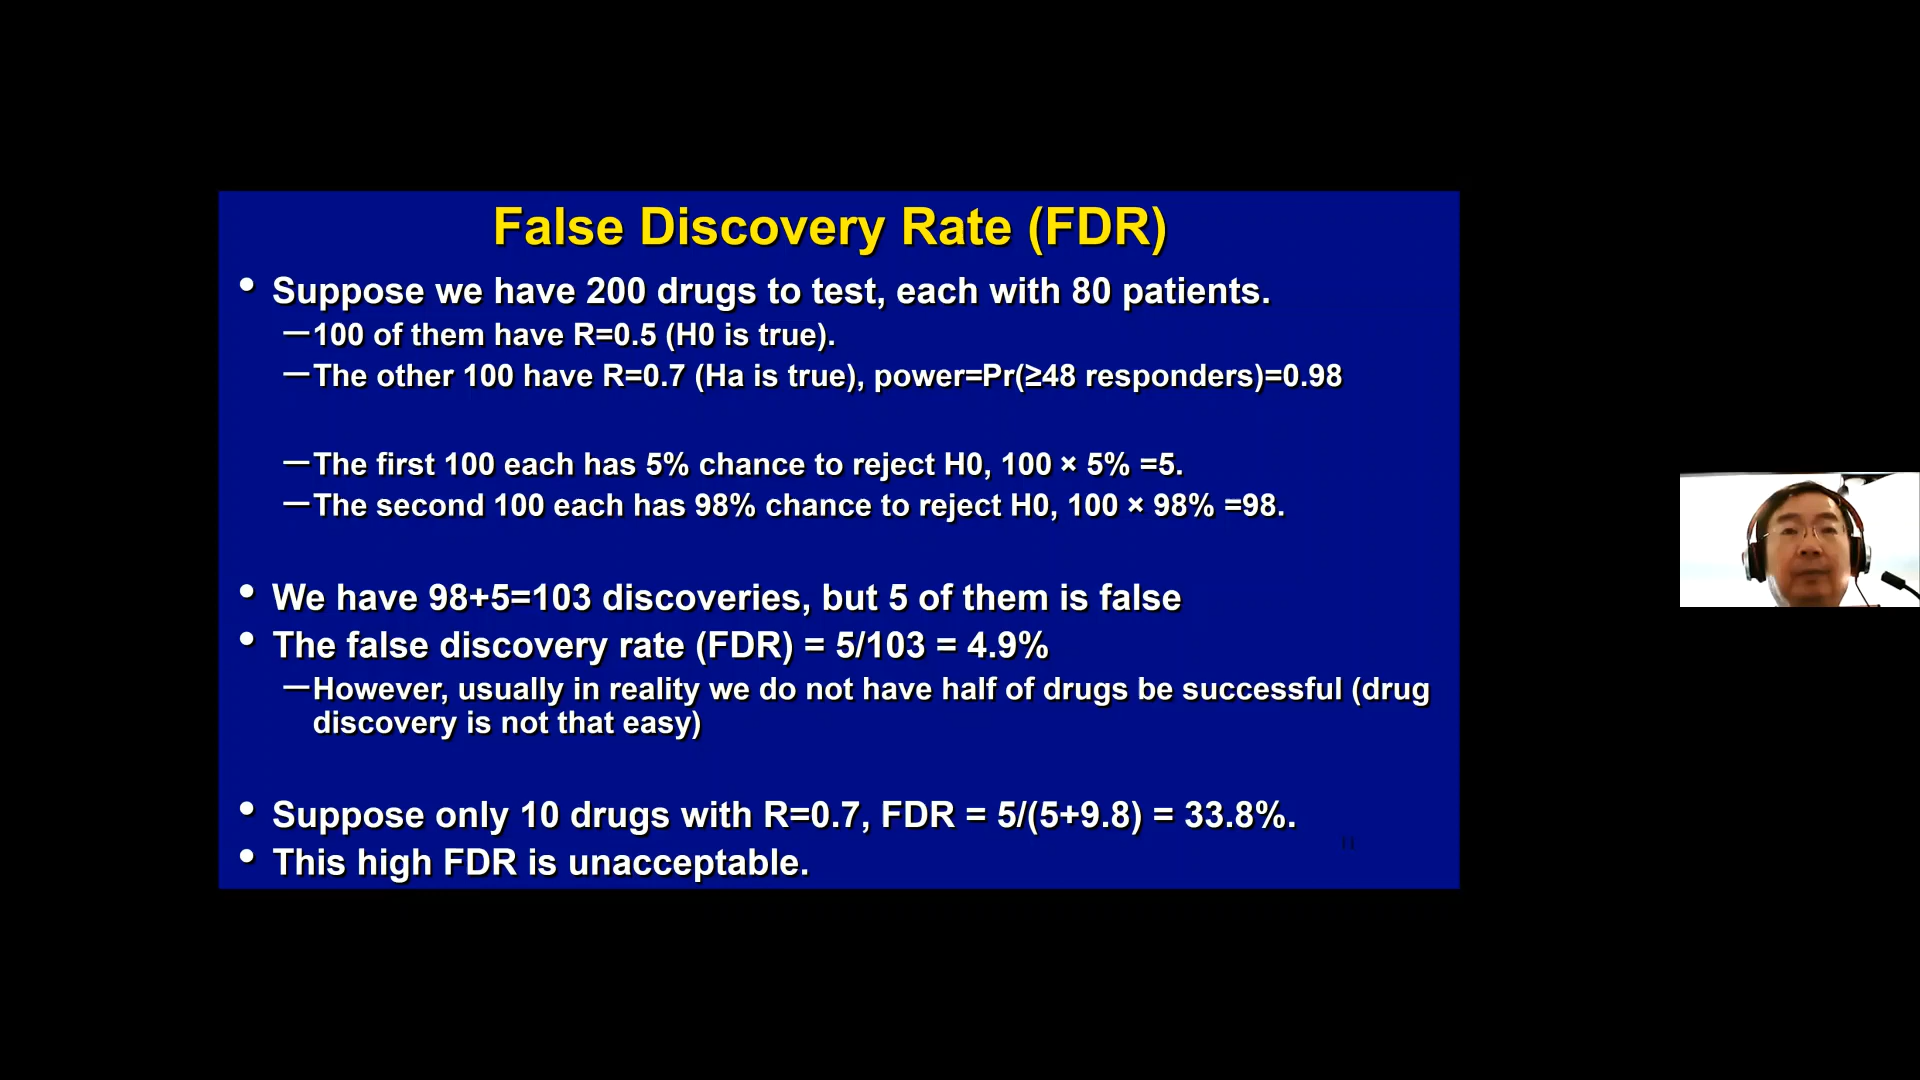 False Discovery Rate (FDR)
• Suppose we have 200 drugs to test, each with 80 patients.
—100 of them have R=0.5 (H0 is true).
—The other 100 have R=0.7 (Ha is true), power=Pr(≥48 responders)=0.98
—The first 100 each has 5% chance to reject H0, 100 × 5% =5.
—The second 100 each has 98% chance to reject H0, 100 × 98% =98.
• We have 98+5=103 discoveries, but 5 of them is false
• The false discovery rate (FDR) = 5/103 = 4.9%
—However, usually in reality we do not have half of drugs be successful (drug
discovery is not that easy)
• Suppose only 10 drugs with R=0.7, FDR = 5/(5+9.8) = 33.8%.
11
• This high FDR is unacceptable.